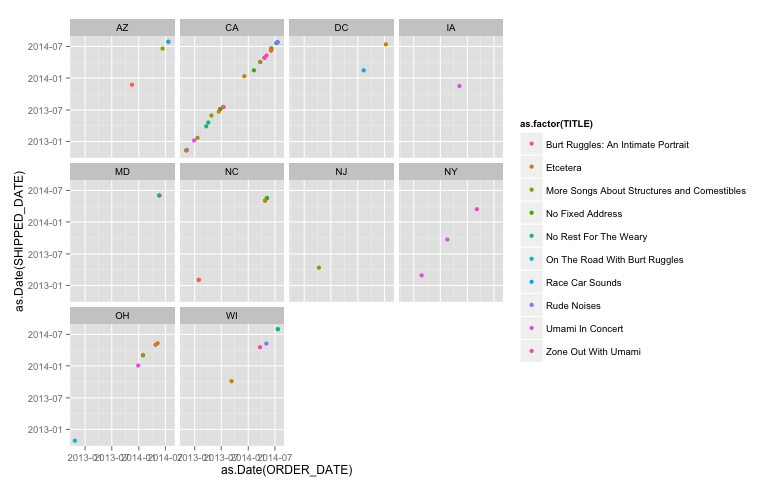 AZ CA DC IA
2014-07
2014-01
2013-07
2013-01
MD NC NJ NY
2014-07
2014-01
2013-07
2013-01
OH WI
2014-07
2014-01
2013-07
2013-01
2013-01 2013-07 2014-01 2014-07 2013-01 2013-07 2014-01 2014-07
as.Date(ORDER_DATE)
as.Date(SHIPPED_DATE)
as.factor(TITLE)
Burt Ruggles: An Intimate Portrait
Etcetera
More Songs About Structures and Comestibles
No Fixed Address
No Rest For The Weary
On The Road With Burt Ruggles
Race Car Sounds
Rude Noises
Umami In Concert
Zone Out With Umami